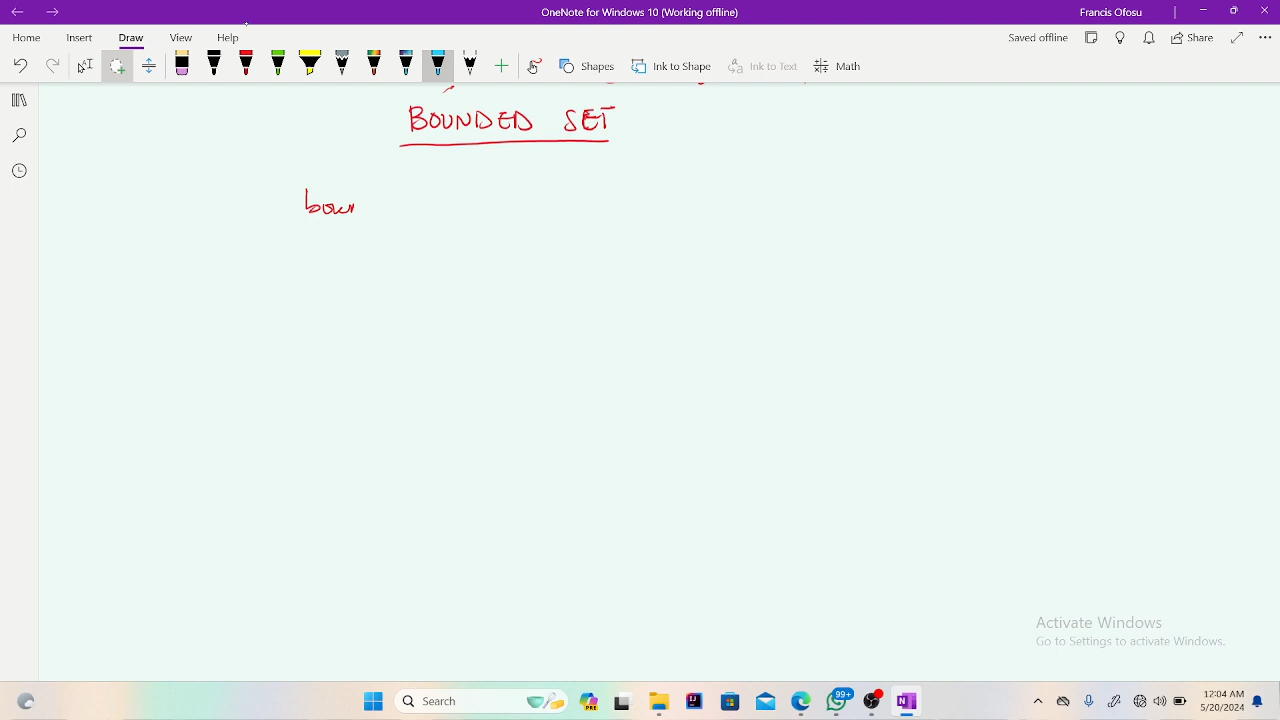 OneNote for Windows 10 (Working offline) Francis Ofosu
Home Insert Draw View Help Saved offline Share
Shapes Ink to Shape Ink to Text Math
BOUNDED SET
boun
Activate Windows
Go to Settings to activate Windows.
Search PRE 99+ 12:04 AM
5/20/2024